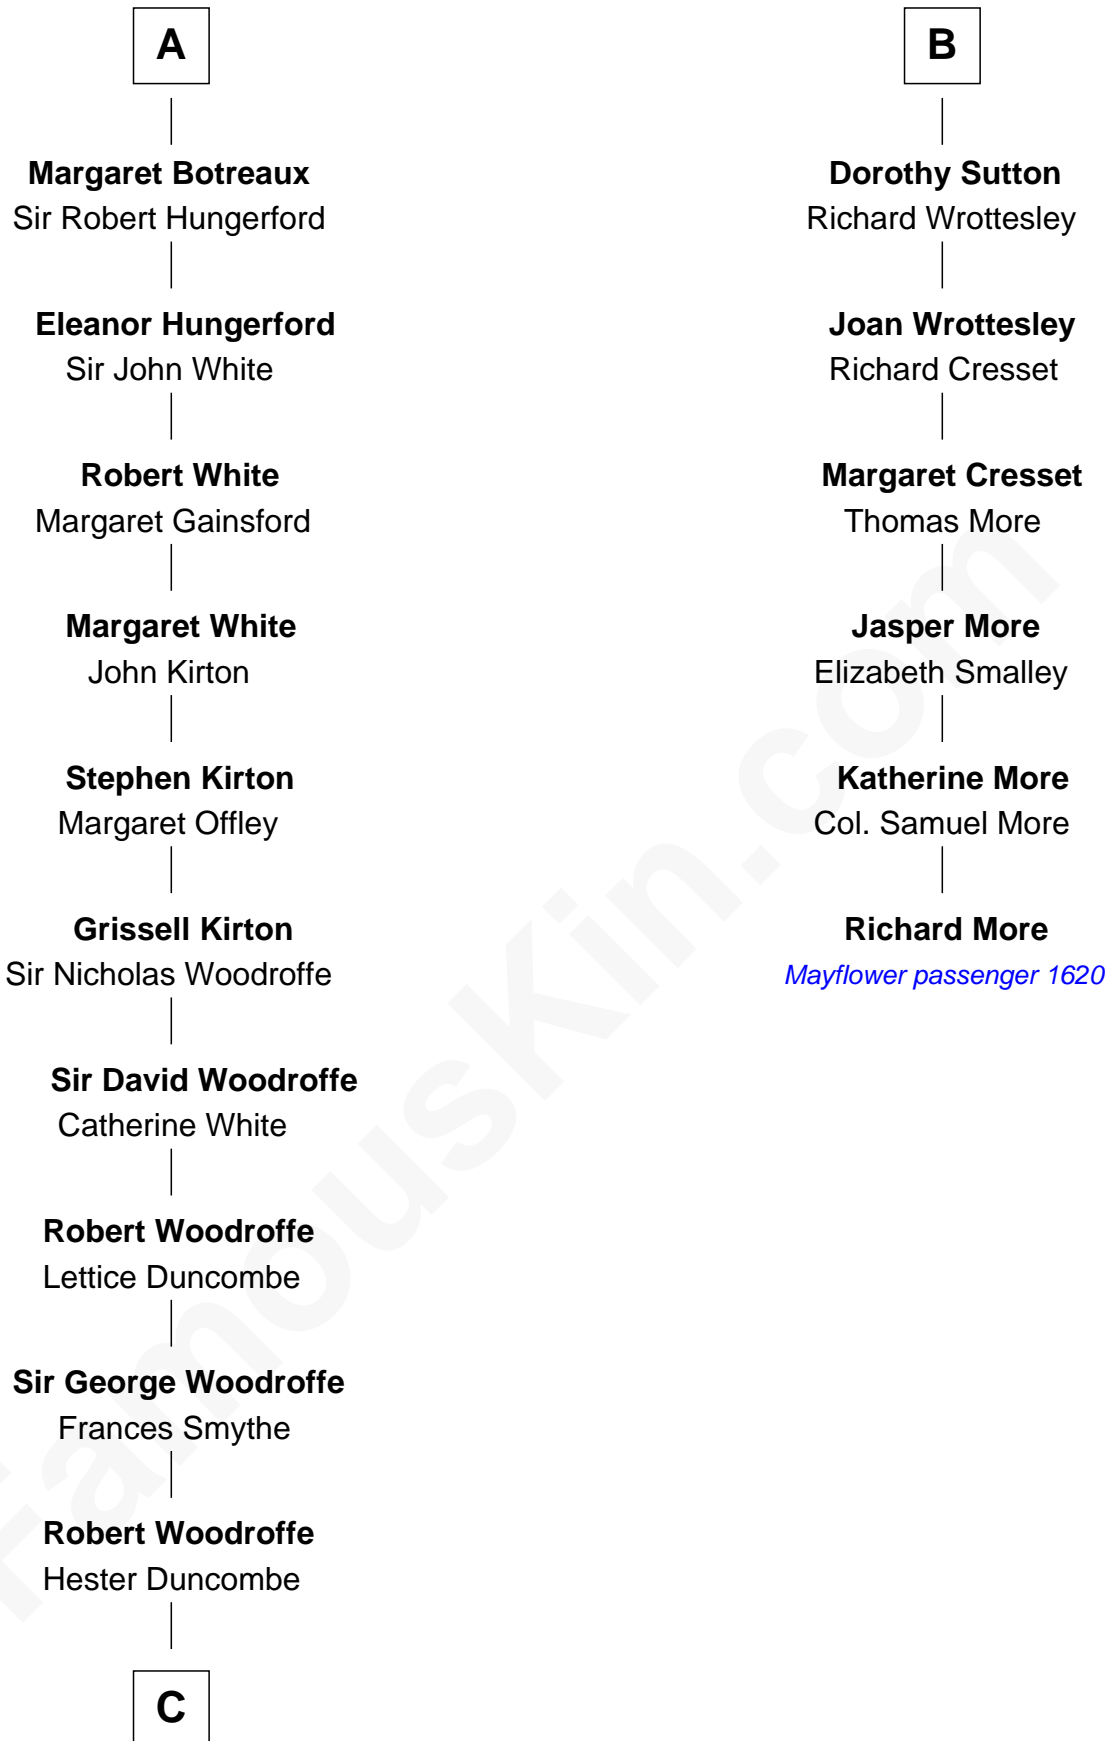 A
Margaret Botreaux
Sir Robert Hungerford
Eleanor Hungerford
Sir John White
Robert White
Margaret Gainsford
Margaret White
John Kirton
Stephen Kirton
Margaret Offley
Grissell Kirton
Sir Nicholas Woodroffe
Sir David Woodroffe
Catherine White
Robert Woodroffe
Lettice Duncombe
Sir George Woodroffe
Frances Smythe
Robert Woodroffe
Hester Duncombe
C
B
Dorothy Sutton
Richard Wrottesley
Joan Wrottesley
Richard Cresset
Margaret Cresset
Thomas More
Jasper More
Elizabeth Smalley
Katherine More
Col. Samuel More
Richard More
Mayflower passenger 1620
FamousKin.com